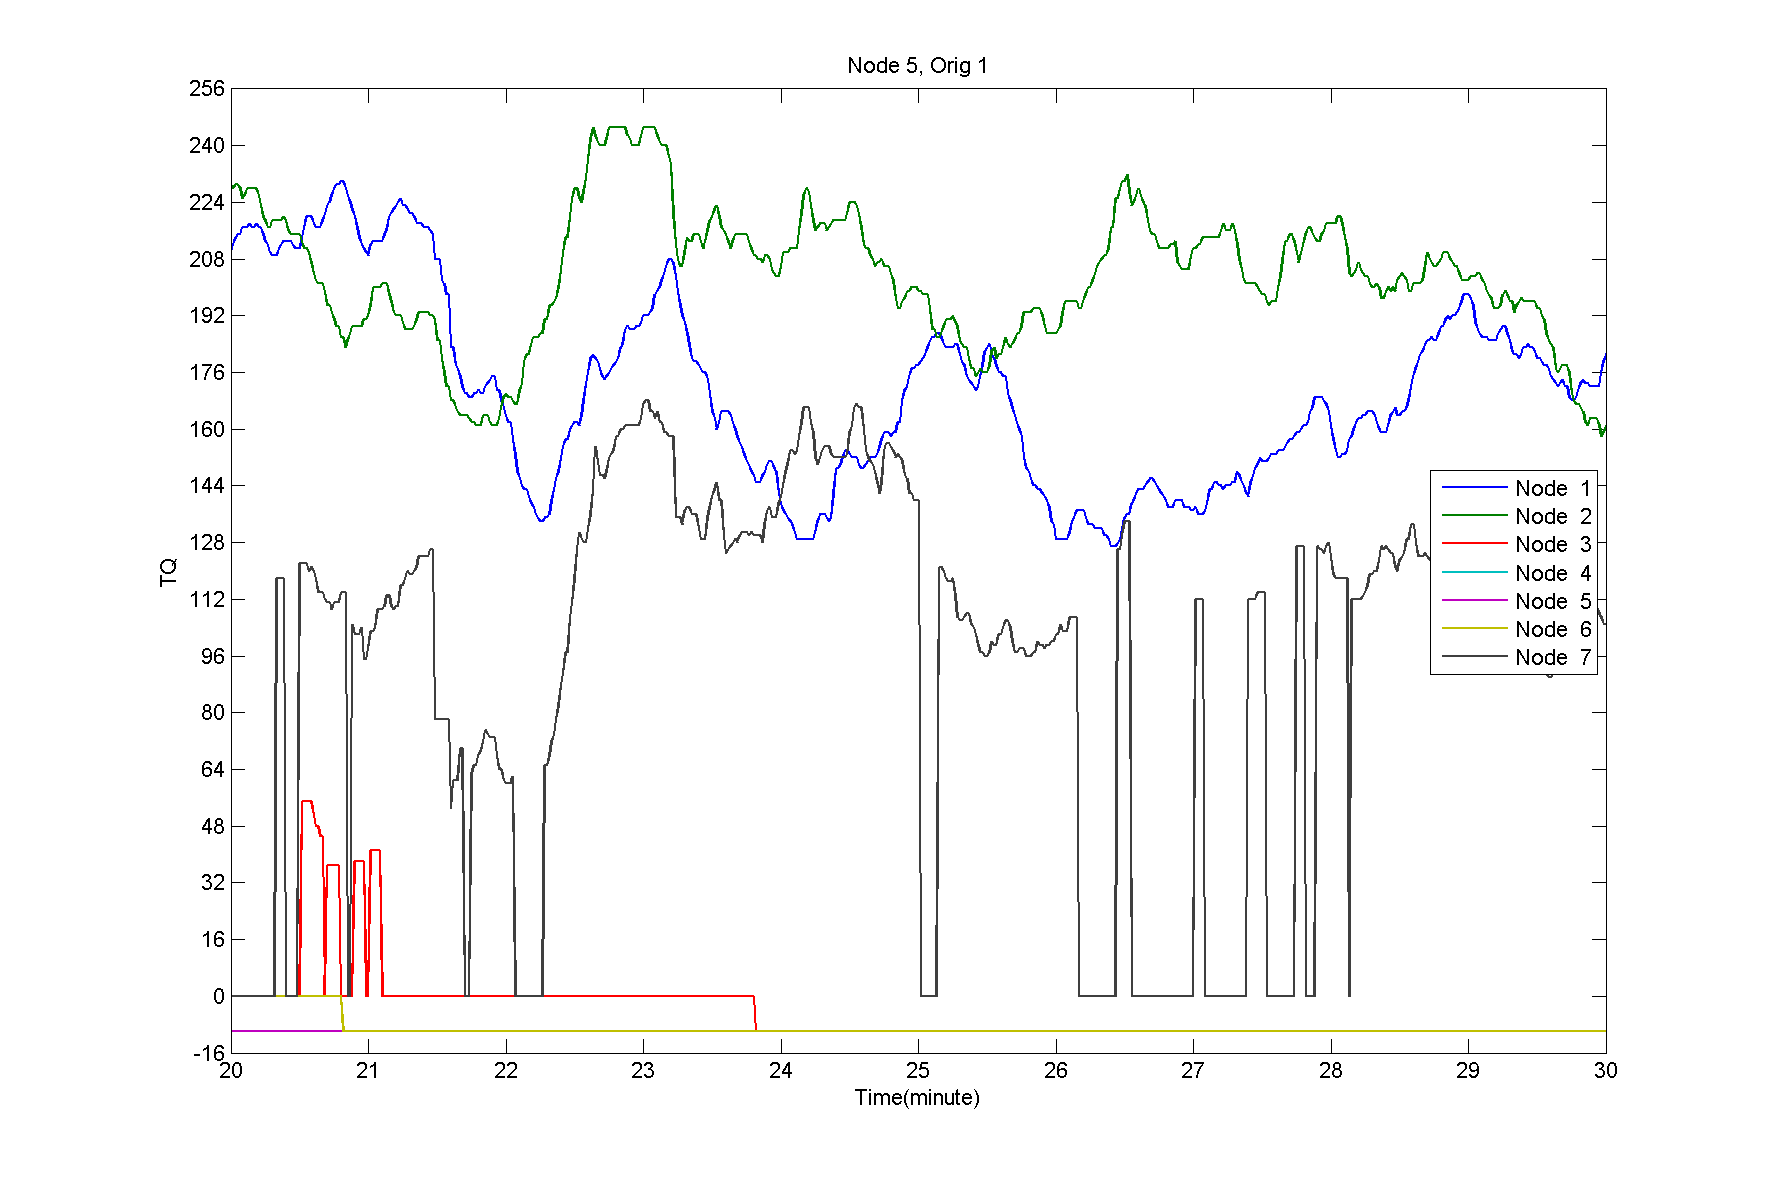 Node 5, Orig 1
256
240
224
208
192
176
160
144
128
112
96
80
64
48
32
16
0
-16
TQ
Node 1
Node 2
Node 3
Node 4
Node 5
Node 6
Node 7
20 21 22 23 24 25 26 27 28 29 30
Time(minute)